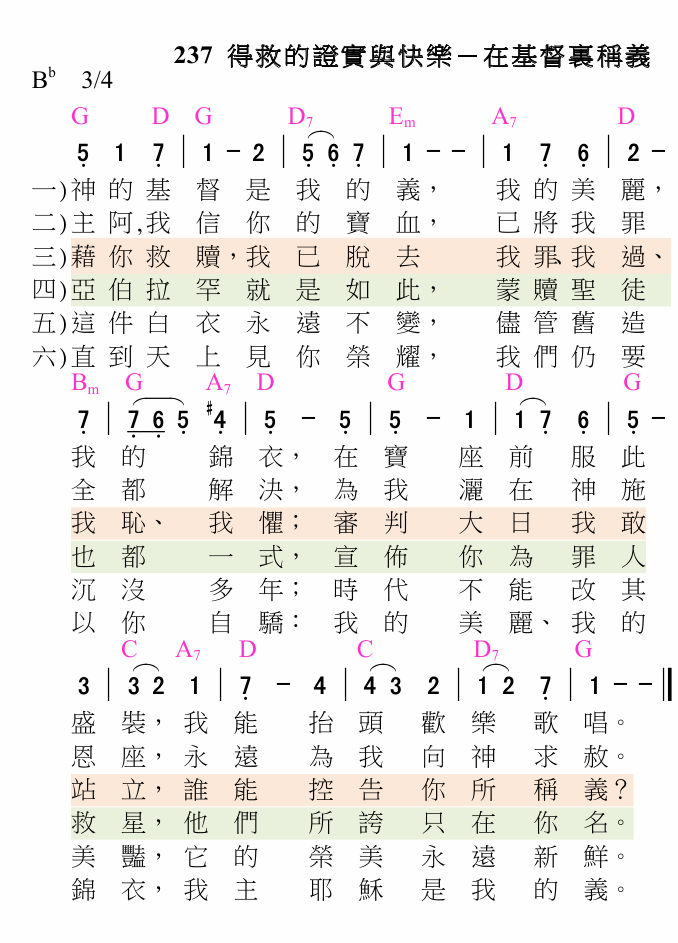 237 得救的證實與快樂－在基督裏稱義
B♭ 3/4
G D G D7 Em A7 D
5̣ 1 7̣ | 1 - 2 | 5̣ 6̣ 7̣ | 1 - - | 1 7̣ 6̣ | 2 -
一)神的基督是我的義，我的美麗，
二)主阿,我信你的寶血，已將我罪
三)藉你救贖，我已脫去我罪、我過、
四)亞伯拉罕就是如此，蒙贖聖徒
五)這件白衣永遠不變，儘管舊造
六)直到天上見你榮耀，我們仍要
Bm G A7 D G D G
7̣ | 7̣ 6̣ 5̣ #4̣ | 5̣ - 5̣ | 5̣ - 1 | 1 7̣ 6̣ | 5̣ -
我的錦衣，在寶座前服此
全都解決，為我灑在神施
我恥、我懼；審判大日我敢
也都一式，宣佈你為罪人
沉沒多年；時代不能改其
以你自驕：我的美麗、我的
C A7 D C D7 G
3 | 3 2 1 | 7̣ - 4 | 4 3 2 | 1 2 7̣ | 1 - - ||
盛裝，我能抬頭歡樂歌唱。
恩座，永遠為我向神求赦。
站立，誰能控告你所稱義？
救星，他們所誇只在你名。
美豔，它的榮美永遠新鮮。
錦衣，我主耶穌是我的義。